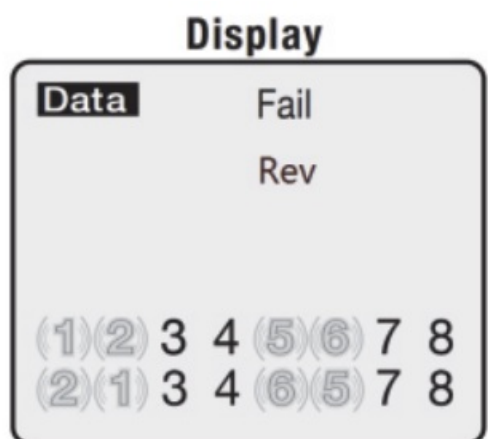 Display
Data Fail
Rev
(1)(2) 3 4 (5)(6) 7 8
(2)(1) 3 4 (6)(5) 7 8